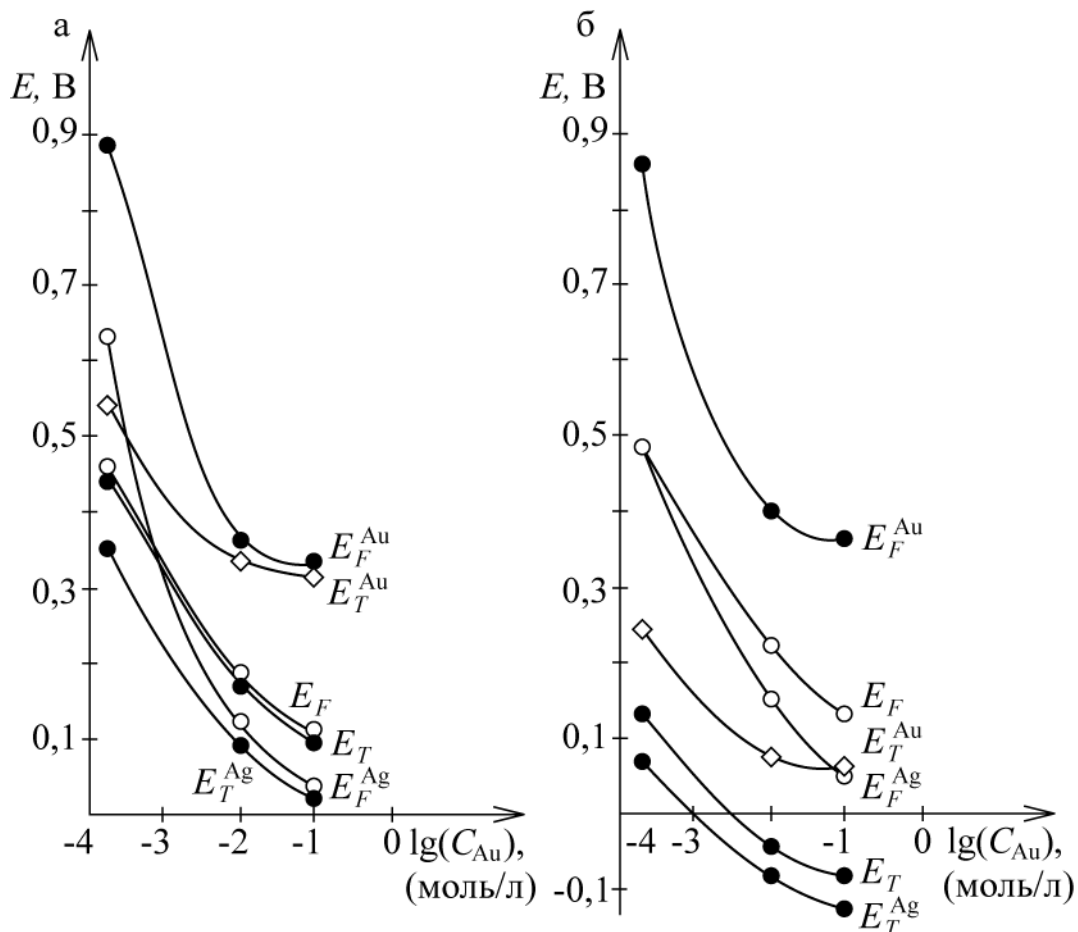 а
E, В
0,9
0,7
0,5
0,3
0,1
E_F^Au
E_T^Au
E_F
E_T
E_T^Ag
E_F^Ag
-4 -3 -2 -1 0 lg(C_Au),
(моль/л)
б
E, В
0,9
0,7
0,5
0,3
0,1
-0,1
E_F^Au
E_F
E_T^Au
E_F^Ag
-4 -3 -2 -1 0 lg(C_Au),
(моль/л)
E_T
E_T^Ag